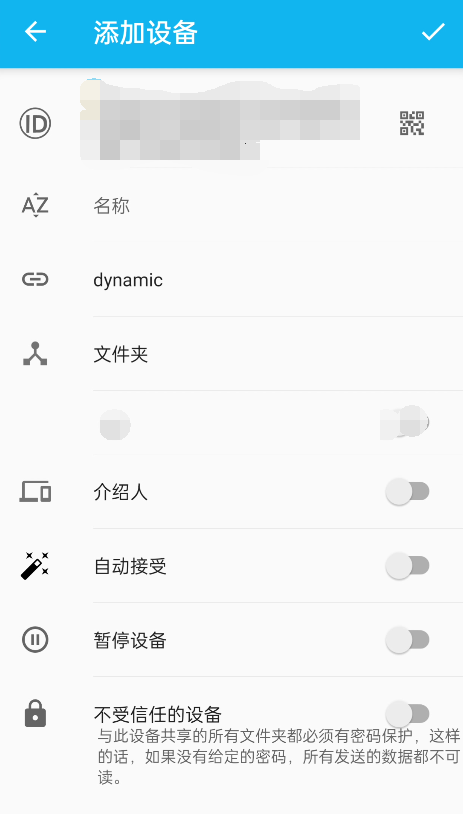 添加设备
ID
AZ
名称
dynamic
文件夹
介绍人
自动接受
暂停设备
不受信任的设备
与此设备共享的所有文件夹都必须有密码保护，这样
的话，如果没有给定的密码，所有发送的数据都不可
读。